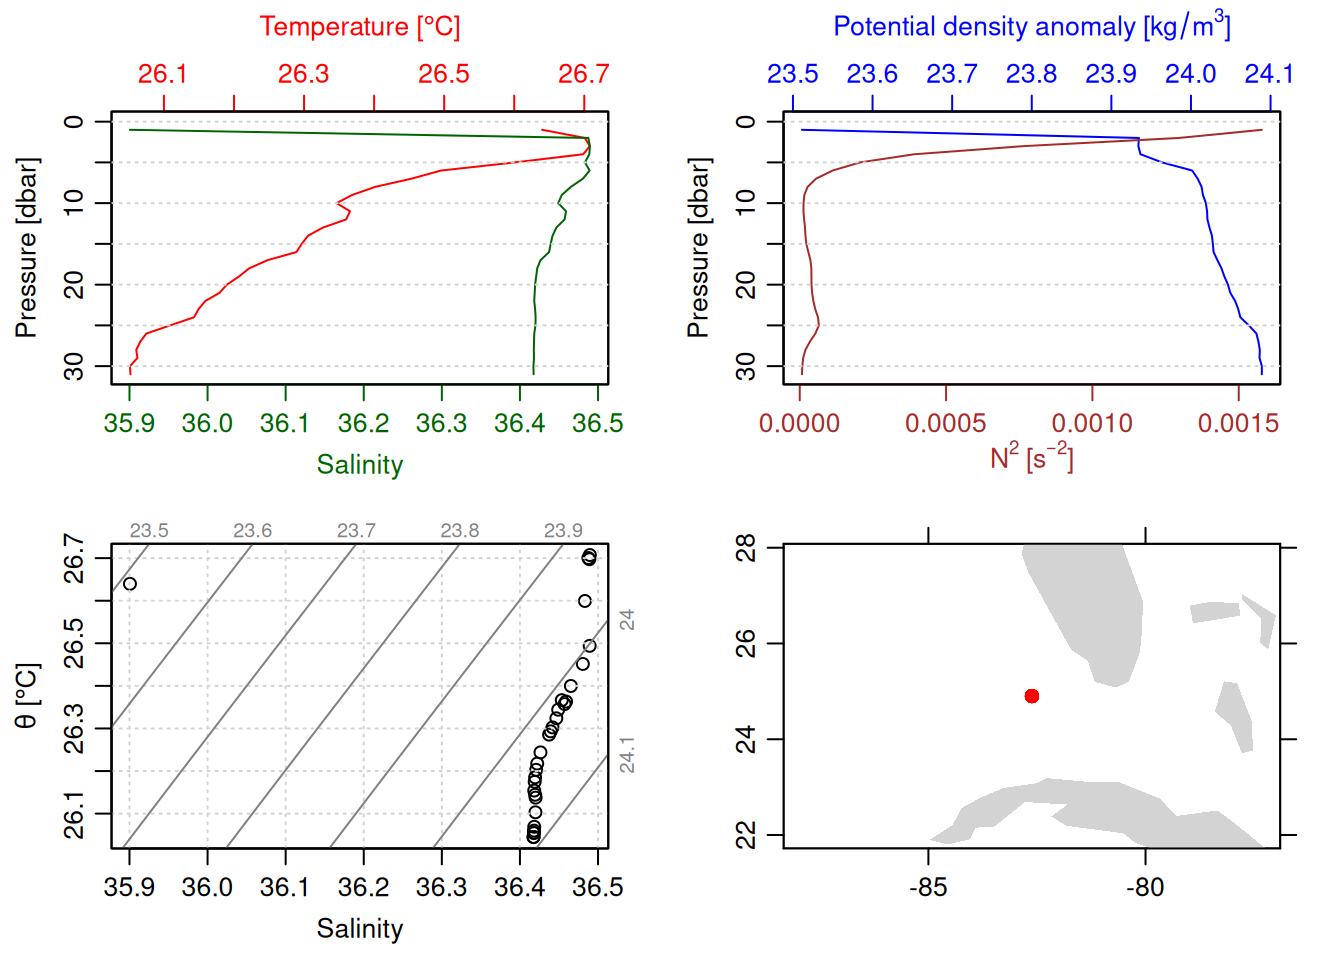 Temperature [°C]
26.1 26.3 26.5 26.7
0
10
20
30
Pressure [dbar]
35.9 36.0 36.1 36.2 36.3 36.4 36.5
Salinity
Potential density anomaly [kg/m³]
23.5 23.6 23.7 23.8 23.9 24.0 24.1
0
10
20
30
Pressure [dbar]
0.0000 0.0005 0.0010 0.0015
N² [s⁻²]
23.5 23.6 23.7 23.8 23.9
24
24.1
26.7
26.5
26.3
26.1
θ [°C]
35.9 36.0 36.1 36.2 36.3 36.4 36.5
Salinity
28
26
24
22
-85 -80